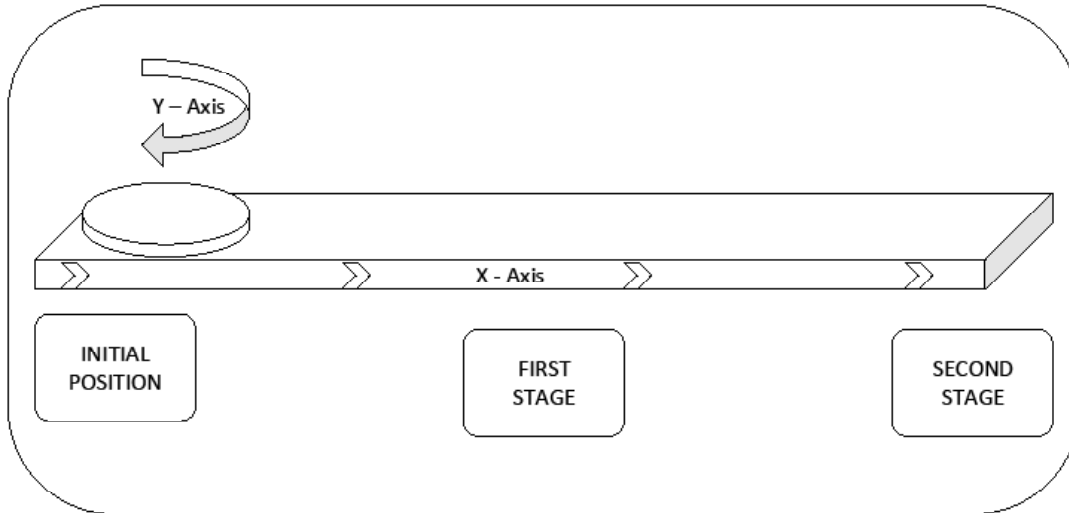 Y – Axis
X - Axis
INITIAL
POSITION
FIRST
STAGE
SECOND
STAGE